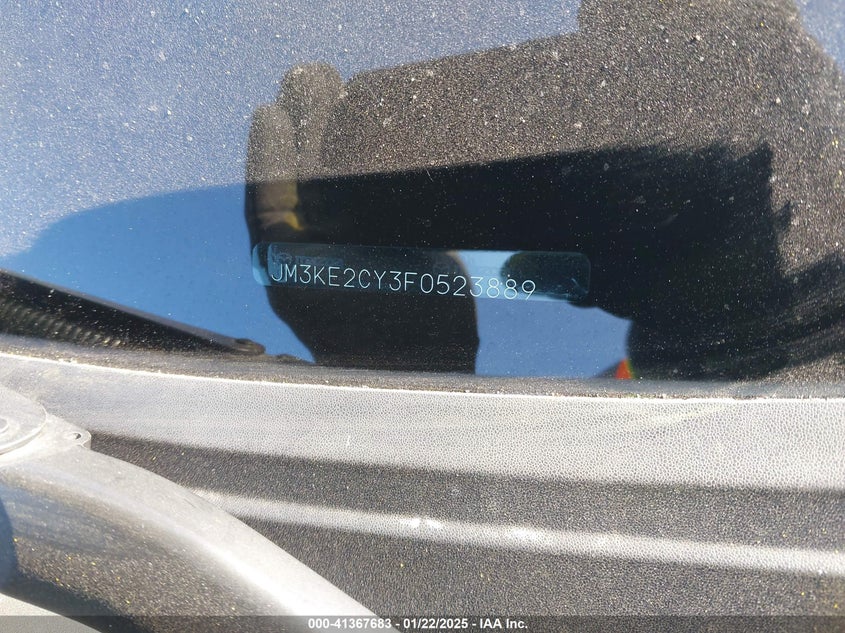 JM3KE2CY3F0523889
000-41367683 - 01/22/2025 - IAA Inc.